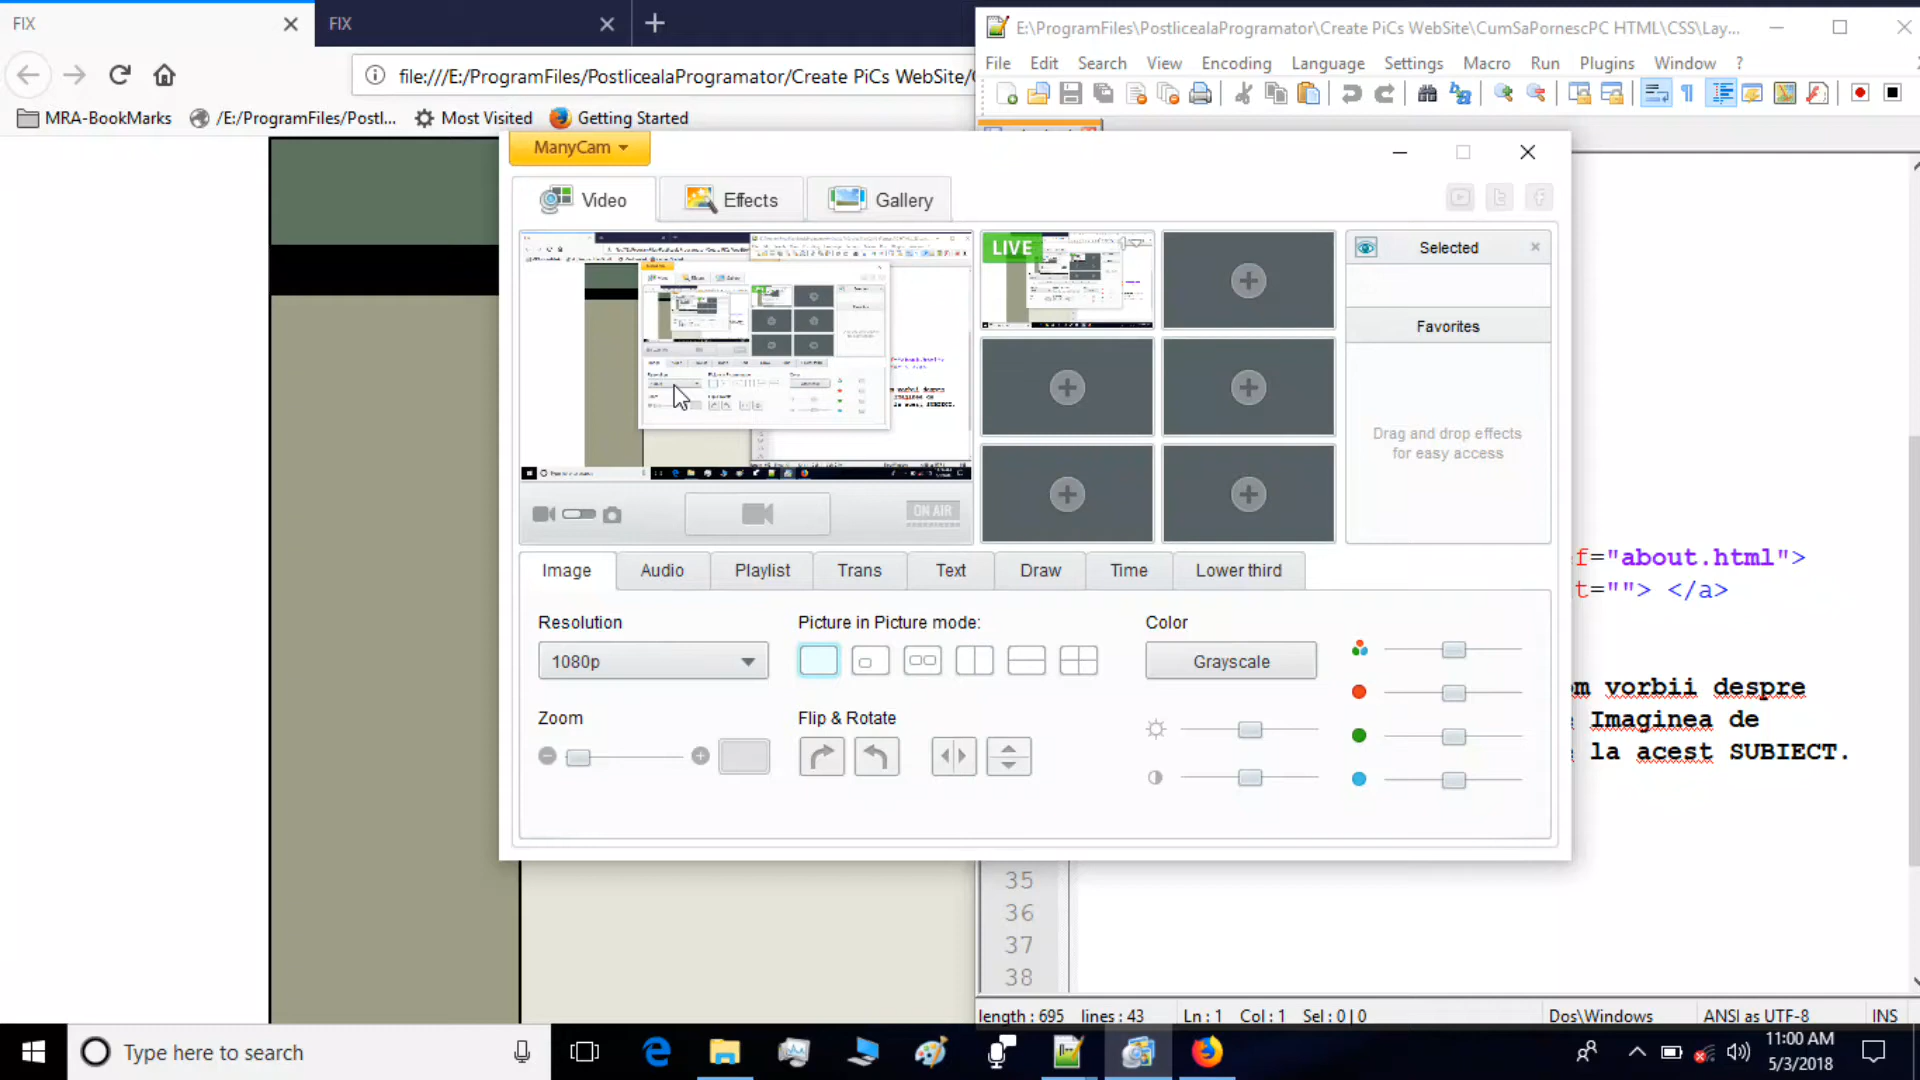 FIX
FIX
file:///E:/ProgramFiles/PostlicealaProgramator/Create PiCs WebSite/C
MRA-BookMarks
/E:/ProgramFiles/Postl...
Most Visited
Getting Started
E:\ProgramFiles\PostlicealaProgramator\Create PiCs WebSite\CumSaPornescPC HTML\CSS\Lay...
File Edit Search View Encoding Language Settings Macro Run Plugins Window ?
ManyCam
Video
Effects
Gallery
LIVE
Selected
Favorites
Drag and drop effects
for easy access
ON AIR
Image Audio Playlist Trans Text Draw Time Lower third
Resolution
1080p
Zoom
Picture in Picture mode:
Flip & Rotate
Color
Grayscale
f="about.html">
t=""> </a>
m vorbii despre
Imaginea de
la acest SUBIECT.
35
36
37
38
length : 695 lines : 43 Ln : 1 Col : 1 Sel : 0 | 0 Dos\Windows ANSI as UTF-8 INS
Type here to search
11:00 AM
5/3/2018